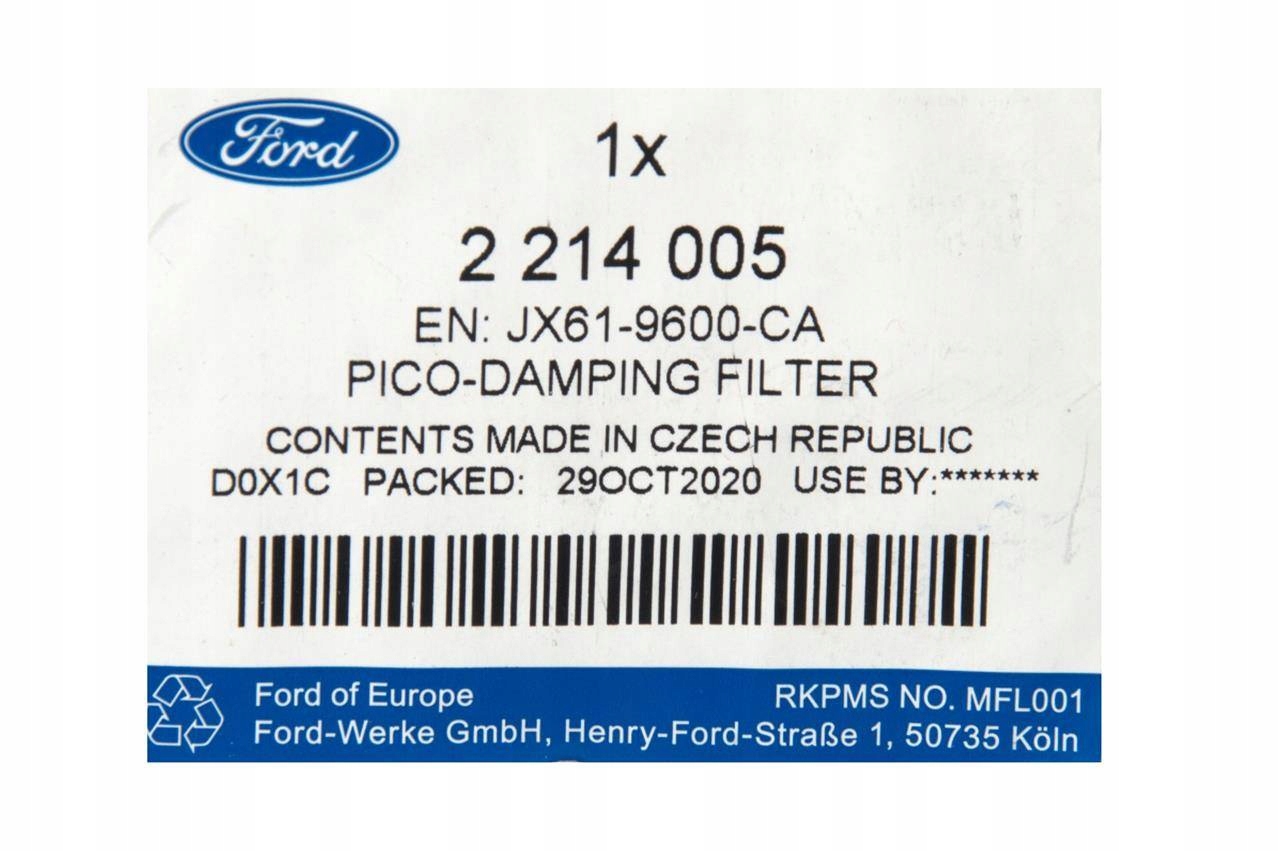 Ford
1x
2 214 005
EN: JX61-9600-CA
PICO-DAMPING FILTER
CONTENTS MADE IN CZECH REPUBLIC
D0X1C PACKED: 29OCT2020 USE BY:*******
Ford of Europe RKPMS NO. MFL001
Ford-Werke GmbH, Henry-Ford-Straße 1, 50735 Köln